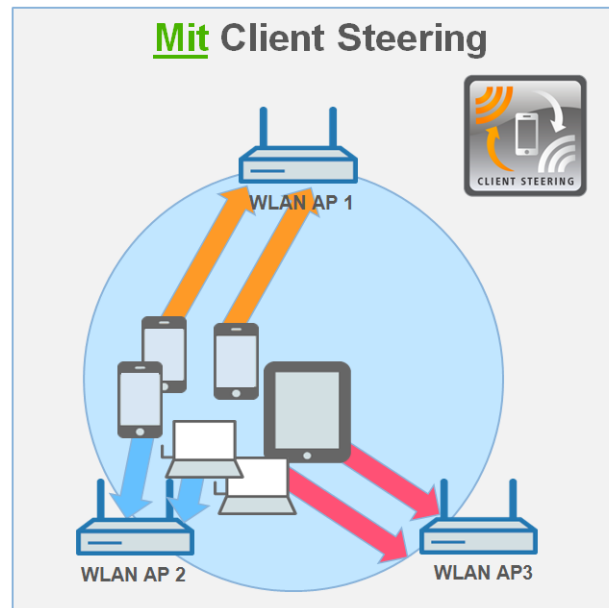 Mit Client Steering
CLIENT STEERING
WLAN AP 1
WLAN AP 2
WLAN AP3